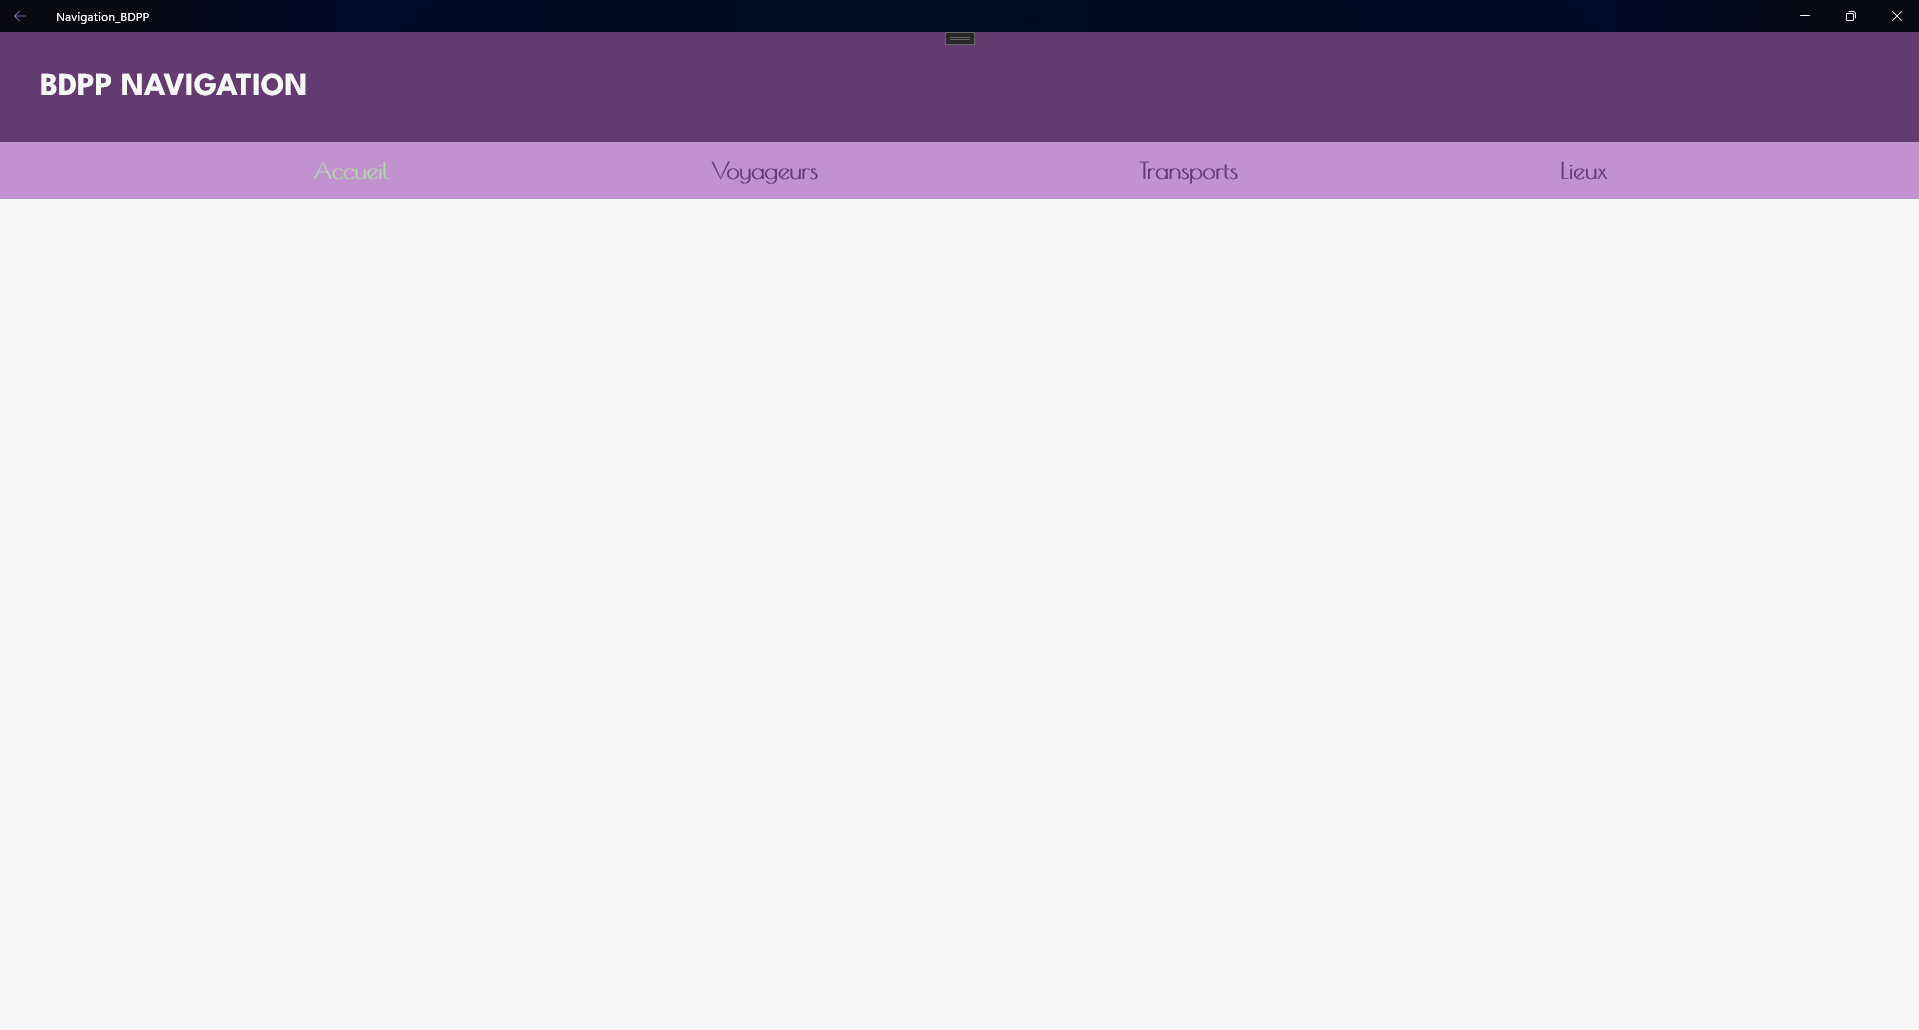 Navigation_BDPP
BDPP NAVIGATION
Accueil Voyageurs Transports Lieux